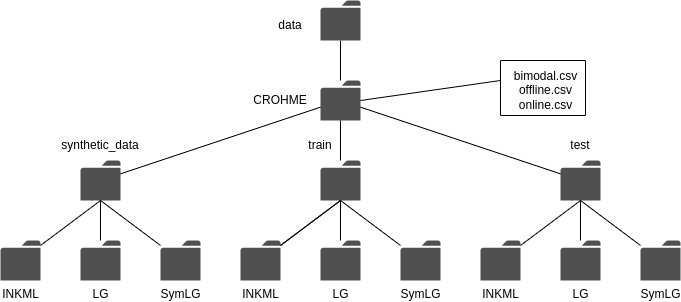 data
CROHME
bimodal.csv
offline.csv
online.csv
synthetic_data
train
test
INKML
LG
SymLG
INKML
LG
SymLG
INKML
LG
SymLG